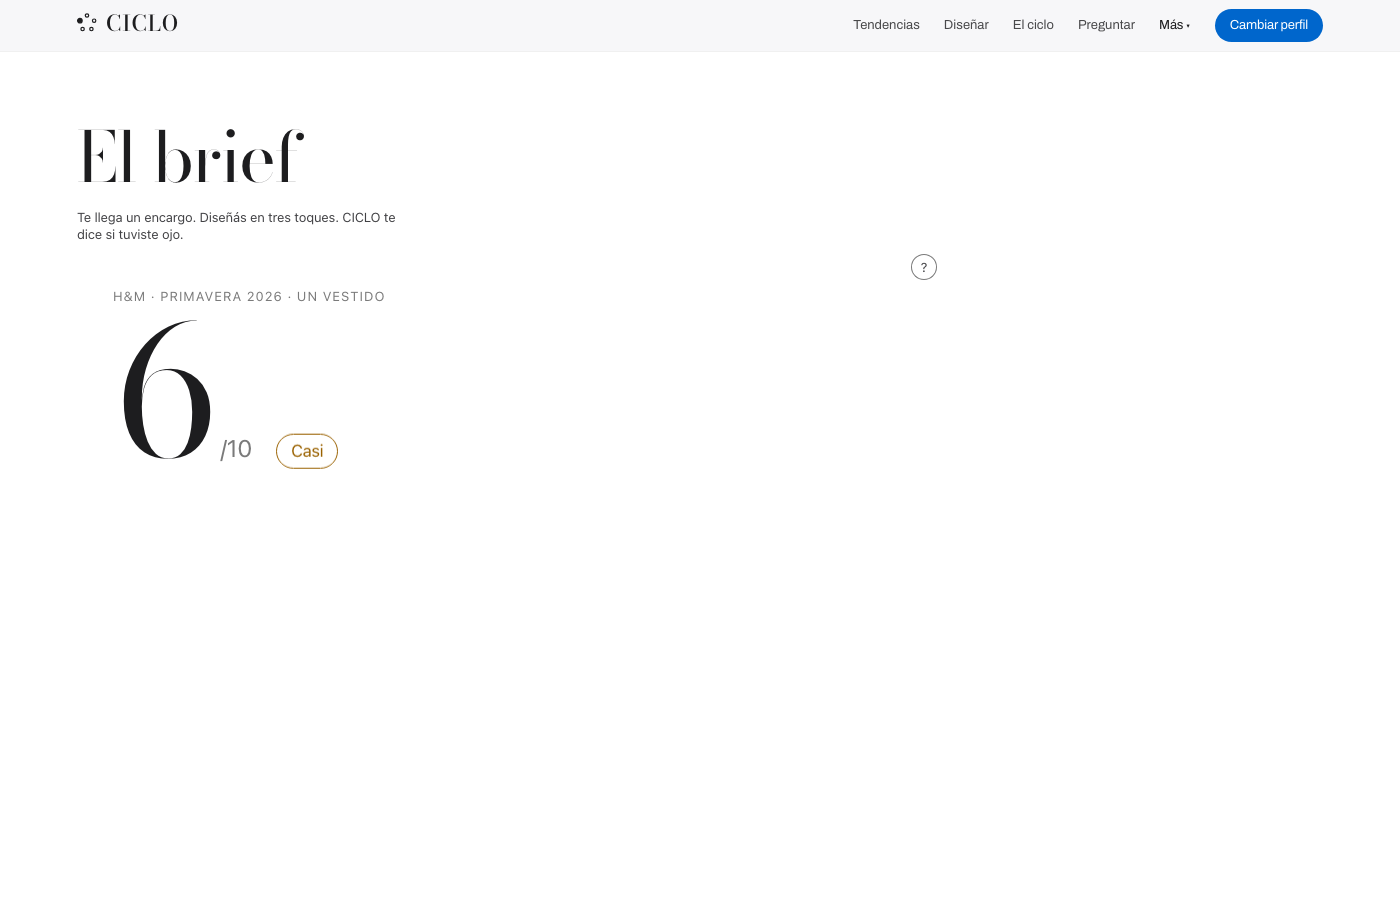 CICLO
Tendencias Diseñar El ciclo Preguntar Más Cambiar perfil
El brief
Te llega un encargo. Diseñás en tres toques. CICLO te
dice si tuviste ojo.
?
H&M · PRIMAVERA 2026 · UN VESTIDO
6/10 Casi